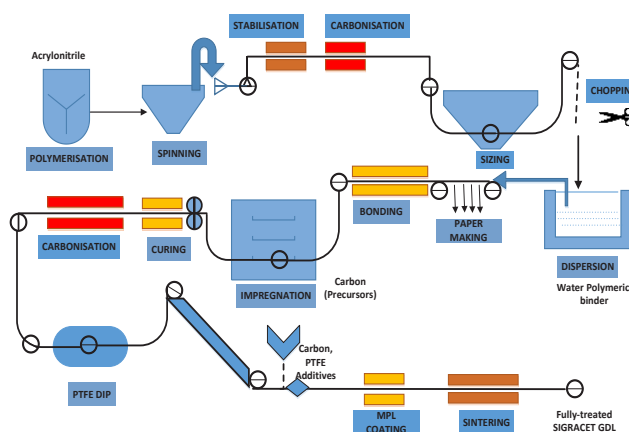 STABILISATION
CARBONISATION
Acrylonitrile
CHOPPIN
POLYMERISATION
SPINNING
SIZING
BONDING
PAPER
MAKING
CARBONISATION
CURING
IMPREGNATION
Carbon
(Precursors)
DISPERSION
Water Polymeric
binder
PTFE DIP
Carbon,
PTFE
Additives
MPL
COATING
SINTERING
Fully-treated
SIGRACET GDL